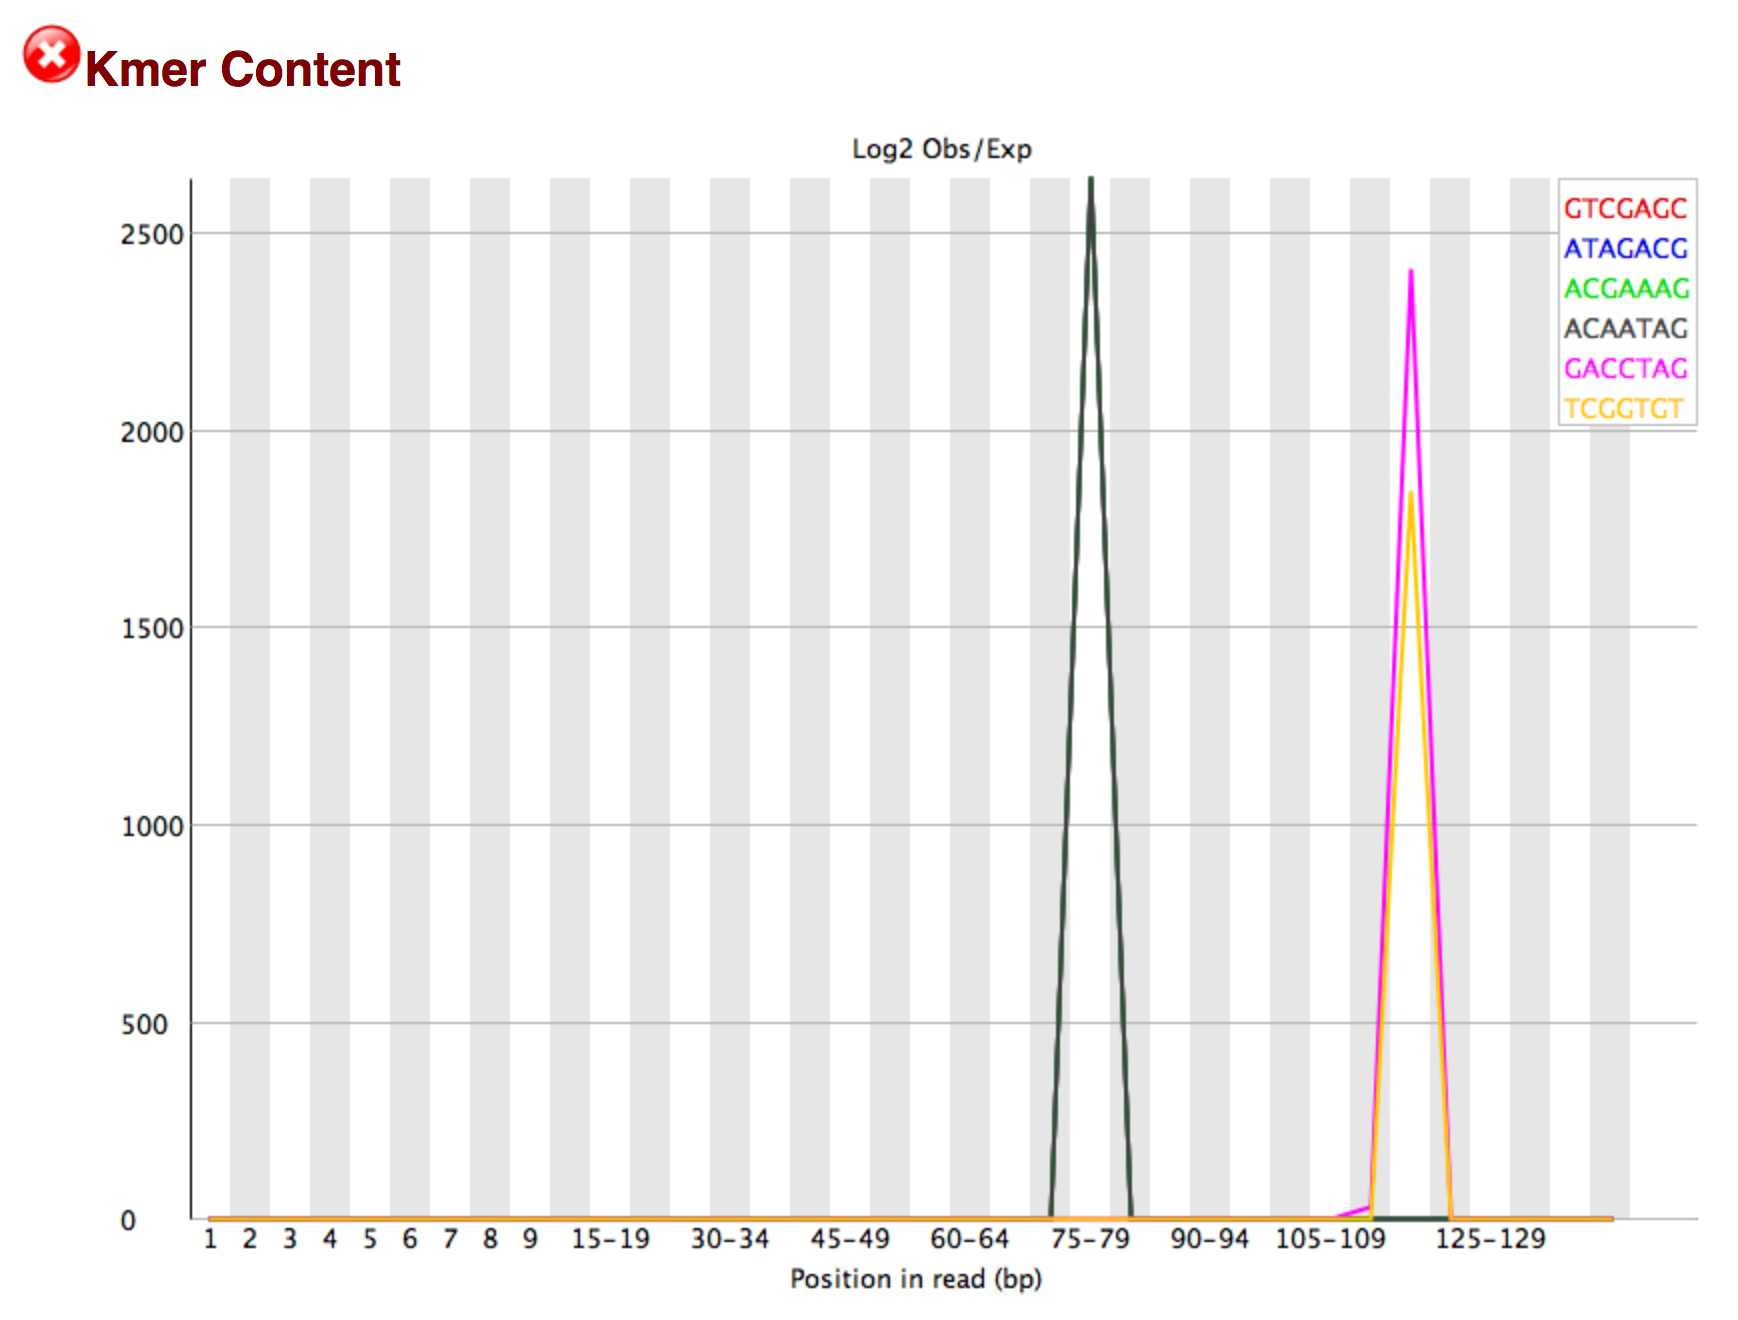 Kmer Content
Log2 Obs/Exp
GTCGAGC
ATAGACG
ACGAAAG
ACAATAG
GACCTAG
TCGGTGT
2500
2000
1500
1000
500
0
1 2 3 4 5 6 7 8 9 15-19 30-34 45-49 60-64 75-79 90-94 105-109 125-129
Position in read (bp)